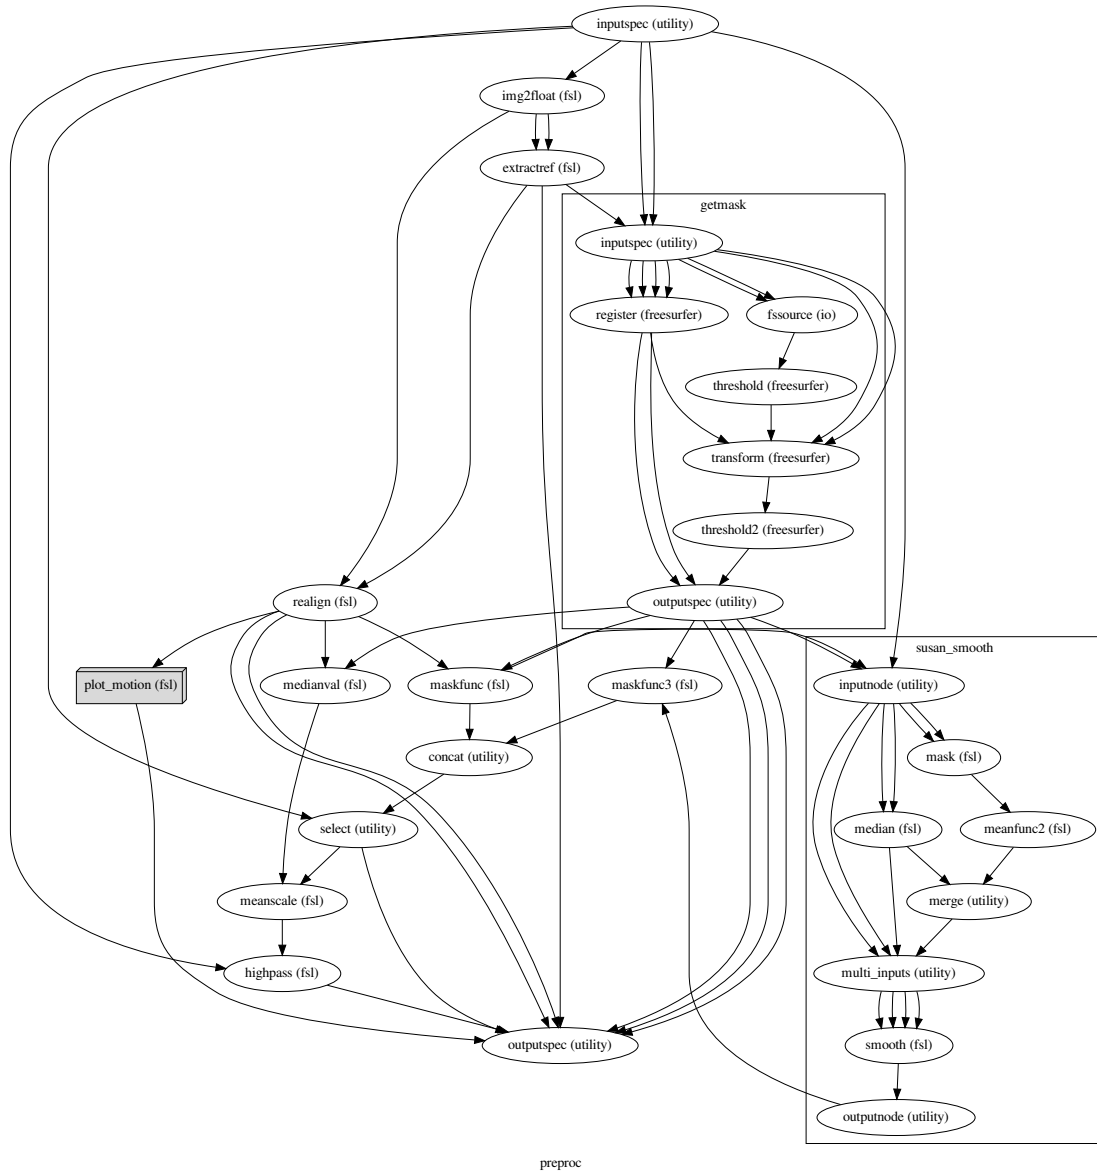 inputspec (utility)
img2float (fsl)
extractref (fsl)
getmask
inputspec (utility)
register (freesurfer)
fssource (io)
threshold (freesurfer)
transform (freesurfer)
threshold2 (freesurfer)
realign (fsl)
outputspec (utility)
susan_smooth
plot_motion (fsl)
medianval (fsl)
maskfunc (fsl)
maskfunc3 (fsl)
inputnode (utility)
concat (utility)
mask (fsl)
select (utility)
median (fsl)
meanfunc2 (fsl)
meanscale (fsl)
merge (utility)
highpass (fsl)
multi_inputs (utility)
outputspec (utility)
smooth (fsl)
outputnode (utility)
preproc